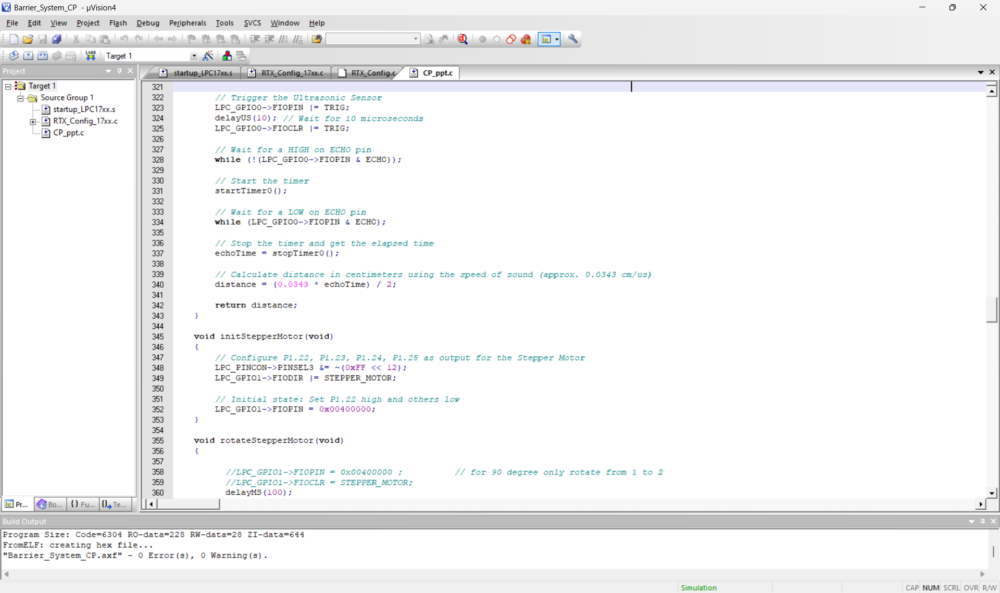 Barrier_System_CP - µVision4
File Edit View Project Flash Debug Peripherals Tools SVCS Window Help
LOAD Target 1
Project
startup_LPC17xx.s RTX_Config_17xx.c RTX_Config.c CP_ppt.c
Target 1
Source Group 1
startup_LPC17xx.s
RTX_Config_17xx.c
CP_ppt.c
321
322 // Trigger the Ultrasonic Sensor
323 LPC_GPIO0->FIOPIN |= TRIG;
324 delayUS(10); // Wait for 10 microseconds
325 LPC_GPIO0->FIOCLR |= TRIG;
326
327 // Wait for a HIGH on ECHO pin
328 while (!(LPC_GPIO0->FIOPIN & ECHO));
329
330 // Start the timer
331 startTimer0();
332
333 // Wait for a LOW on ECHO pin
334 while (LPC_GPIO0->FIOPIN & ECHO);
335
336 // Stop the timer and get the elapsed time
337 echoTime = stopTimer0();
338
339 // Calculate distance in centimeters using the speed of sound (approx. 0.0343 cm/us)
340 distance = (0.0343 * echoTime) / 2;
341
342 return distance;
343 }
344
345 void initStepperMotor(void)
346 {
347 // Configure P1.22, P1.23, P1.24, P1.25 as output for the Stepper Motor
348 LPC_PINCON->PINSEL3 &= ~(0xFF << 12);
349 LPC_GPIO1->FIODIR |= STEPPER_MOTOR;
350
351 // Initial state: Set P1.22 high and others low
352 LPC_GPIO1->FIOPIN = 0x00400000;
353 }
354
355 void rotateStepperMotor(void)
356 {
357
358 //LPC_GPIO1->FIOPIN = 0x00400000 ; // for 90 degree only rotate from 1 to 2
359 //LPC_GPIO1->FIOCLR = STEPPER_MOTOR;
360 delayMS(100);
Pr... Bo... {} Fu... Te...
Build Output
Program Size: Code=6304 RO-data=228 RW-data=28 ZI-data=644
FromELF: creating hex file...
"Barrier_System_CP.axf" - 0 Error(s), 0 Warning(s).
Simulation CAP NUM SCRL OVR R/W